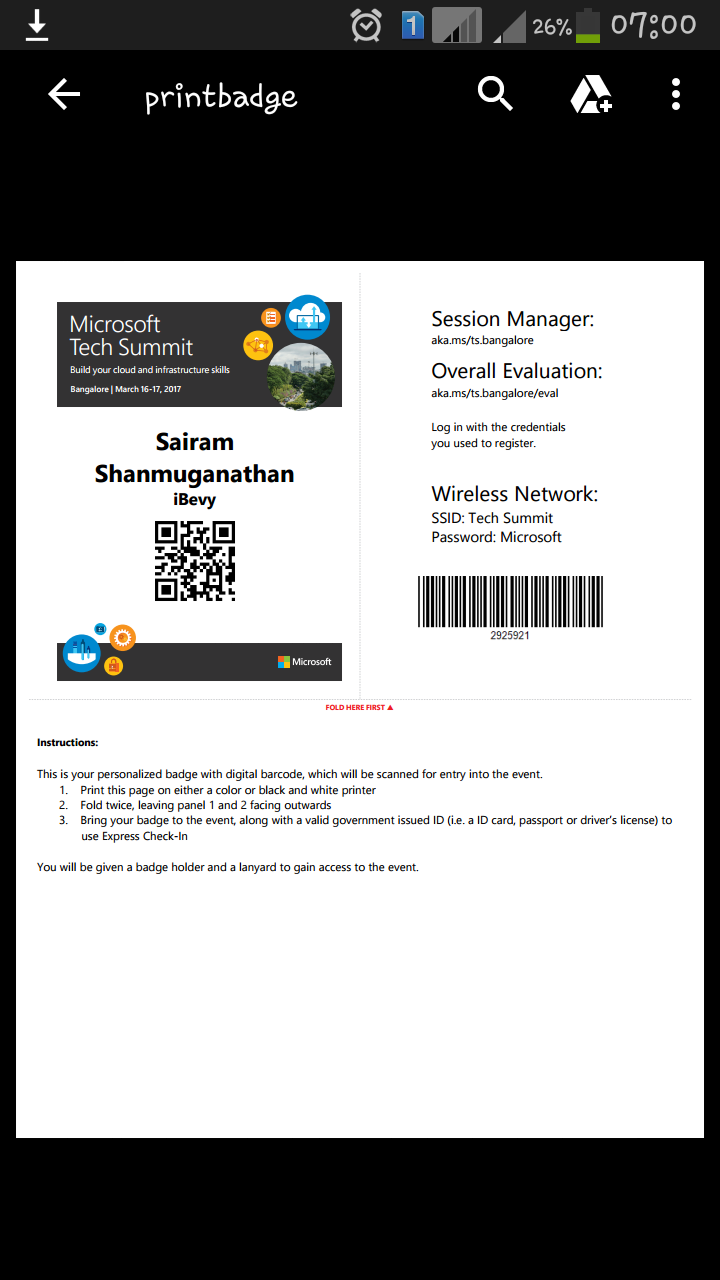 1
26%
07:00
printbadge
Microsoft
Tech Summit
Build your cloud and infrastructure skills
Bangalore | March 16-17, 2017
Sairam
Shanmuganathan
iBevy
Microsoft
Session Manager:
aka.ms/ts.bangalore
Overall Evaluation:
aka.ms/ts.bangalore/eval
Log in with the credentials
you used to register.
Wireless Network:
SSID: Tech Summit
Password: Microsoft
2925921
FOLD HERE FIRST ▲
Instructions:
This is your personalized badge with digital barcode, which will be scanned for entry into the event.
1. Print this page on either a color or black and white printer
2. Fold twice, leaving panel 1 and 2 facing outwards
3. Bring your badge to the event, along with a valid government issued ID (i.e. a ID card, passport or driver's license) to
use Express Check-In
You will be given a badge holder and a lanyard to gain access to the event.